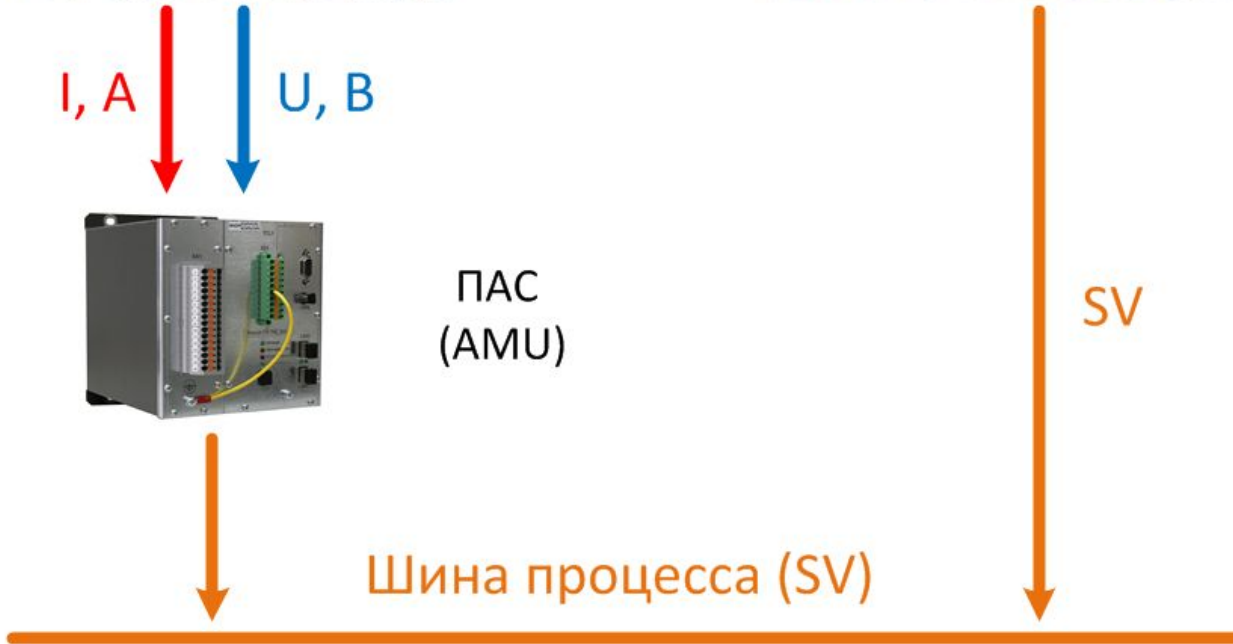 I, А
U, В
ПАС
(AMU)
SV
Шина процесса (SV)